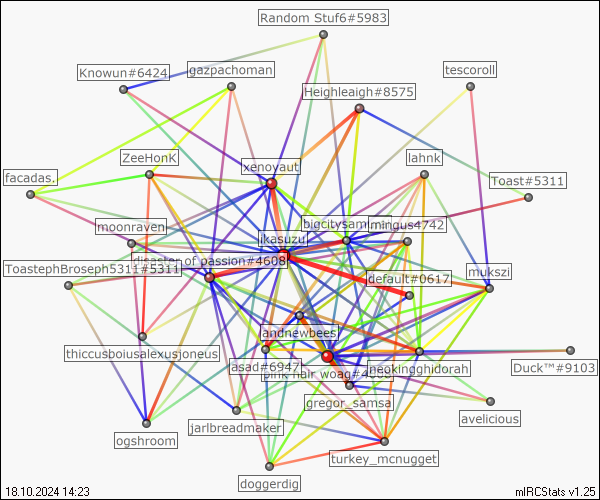 Random Stuf6#5983
Knowun#6424
gazpachoman
tescoroll
Heighleaigh#8575
ZeeHonK
xenovaut
lahnk
facadas.
Toast#5311
moonraven
bigcitysam
mingus4742
ikasuzu
ToastephBroseph5311#5311
disaster of passion#4608
default#0617
mukszi
andnewbees
thiccusboiusalexusjoneus
asad#6947
pink hair woag#4
neokingghidorah
Duck™#9103
gregor_samsa
avelicious
jarlbreadmaker
ogshroom
turkey_mcnugget
doggerdig
18.10.2024 14:23
mIRCStats v1.25